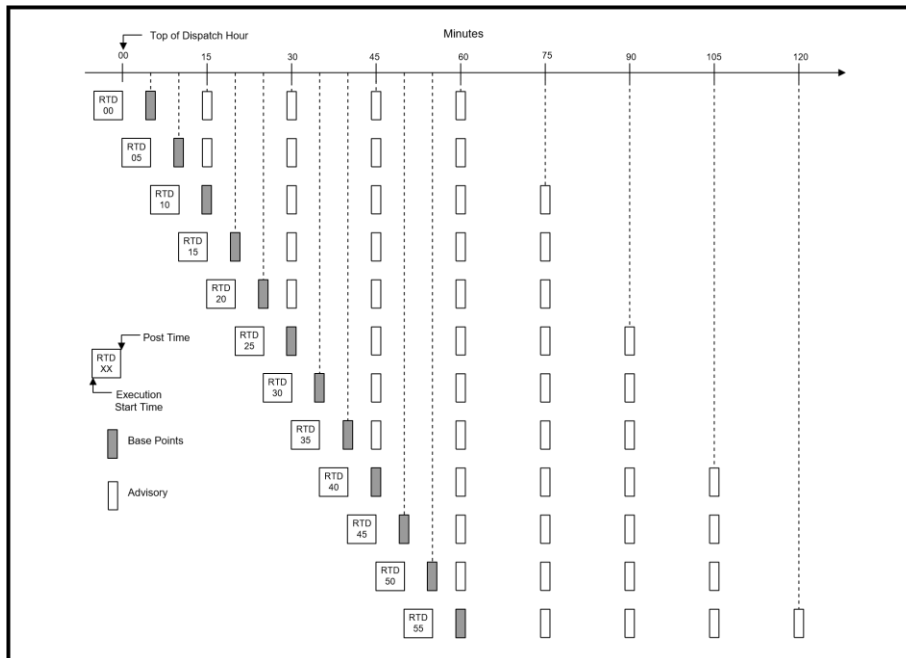 Top of Dispatch Hour
Minutes
00 15 30 45 60 75 90 105 120
RTD
00
RTD
05
RTD
10
RTD
15
RTD
20
RTD
25
Post Time
RTD
XX
Execution
Start Time
RTD
30
RTD
35
Base Points
RTD
40
Advisory
RTD
45
RTD
50
RTD
55